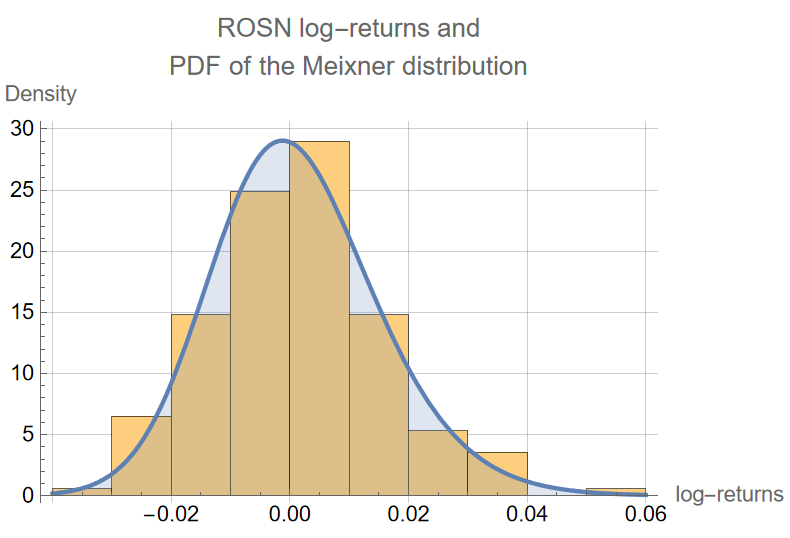 ROSN log−returns and
PDF of the Meixner distribution
Density
30
25
20
15
10
5
0
−0.02 0.00 0.02 0.04 0.06
log−returns